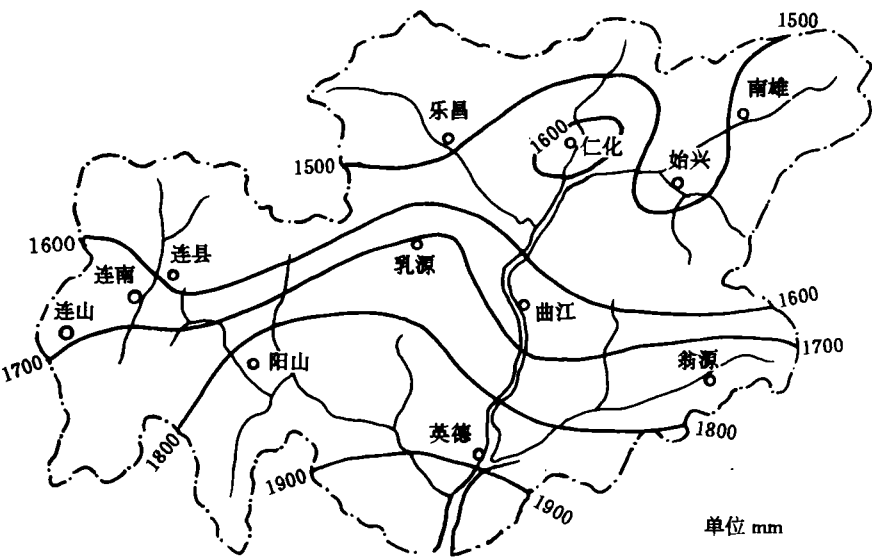 1500
南雄
乐昌
1600
仁化
1500
始兴
1600
连县
乳源
连南
连山
曲江
1600
1700
阳山
1700
翁源
1800
英德
1800
1900
1900
单位 mm